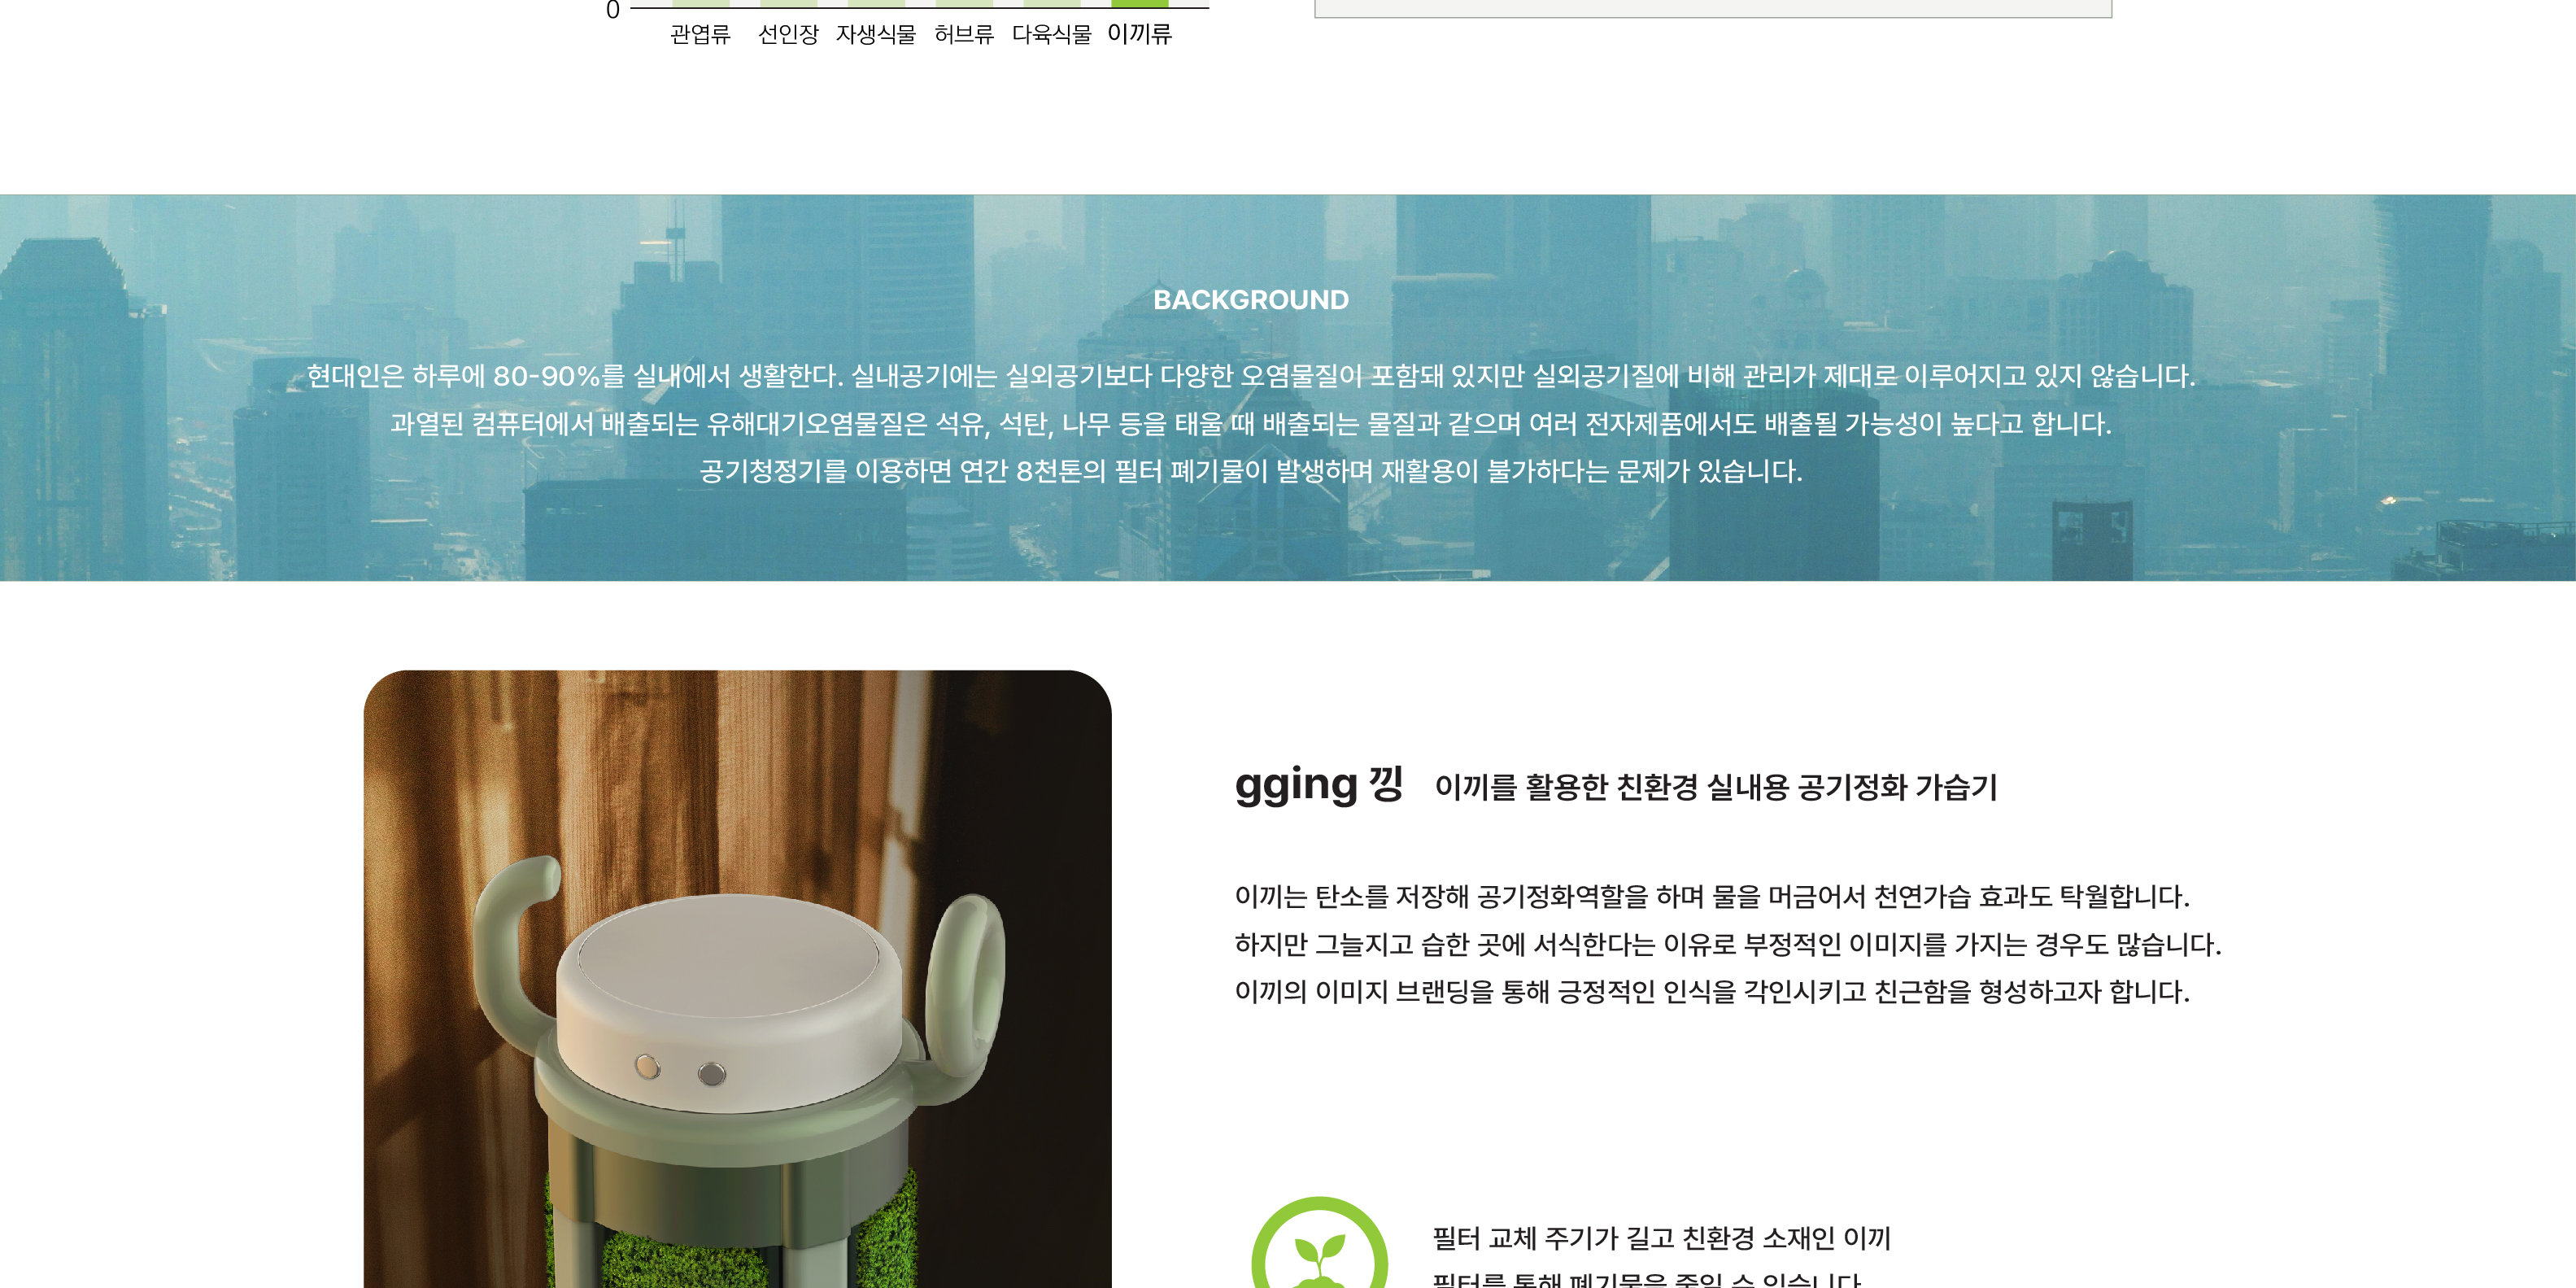 0
관엽류 선인장 자생식물 허브류 다육식물 이끼류
BACKGROUND
현대인은 하루에 80-90%를 실내에서 생활한다. 실내공기에는 실외공기보다 다양한 오염물질이 포함돼 있지만 실외공기질에 비해 관리가 제대로 이루어지고 있지 않습니다.
과열된 컴퓨터에서 배출되는 유해대기오염물질은 석유, 석탄, 나무 등을 태울 때 배출되는 물질과 같으며 여러 전자제품에서도 배출될 가능성이 높다고 합니다.
공기청정기를 이용하면 연간 8천톤의 필터 폐기물이 발생하며 재활용이 불가하다는 문제가 있습니다.
gging 낑 이끼를 활용한 친환경 실내용 공기정화 가습기
이끼는 탄소를 저장해 공기정화역할을 하며 물을 머금어서 천연가습 효과도 탁월합니다.
하지만 그늘지고 습한 곳에 서식한다는 이유로 부정적인 이미지를 가지는 경우도 많습니다.
이끼의 이미지 브랜딩을 통해 긍정적인 인식을 각인시키고 친근함을 형성하고자 합니다.
필터 교체 주기가 길고 친환경 소재인 이끼
필터를 통해 폐기물을 줄일 수 있습니다